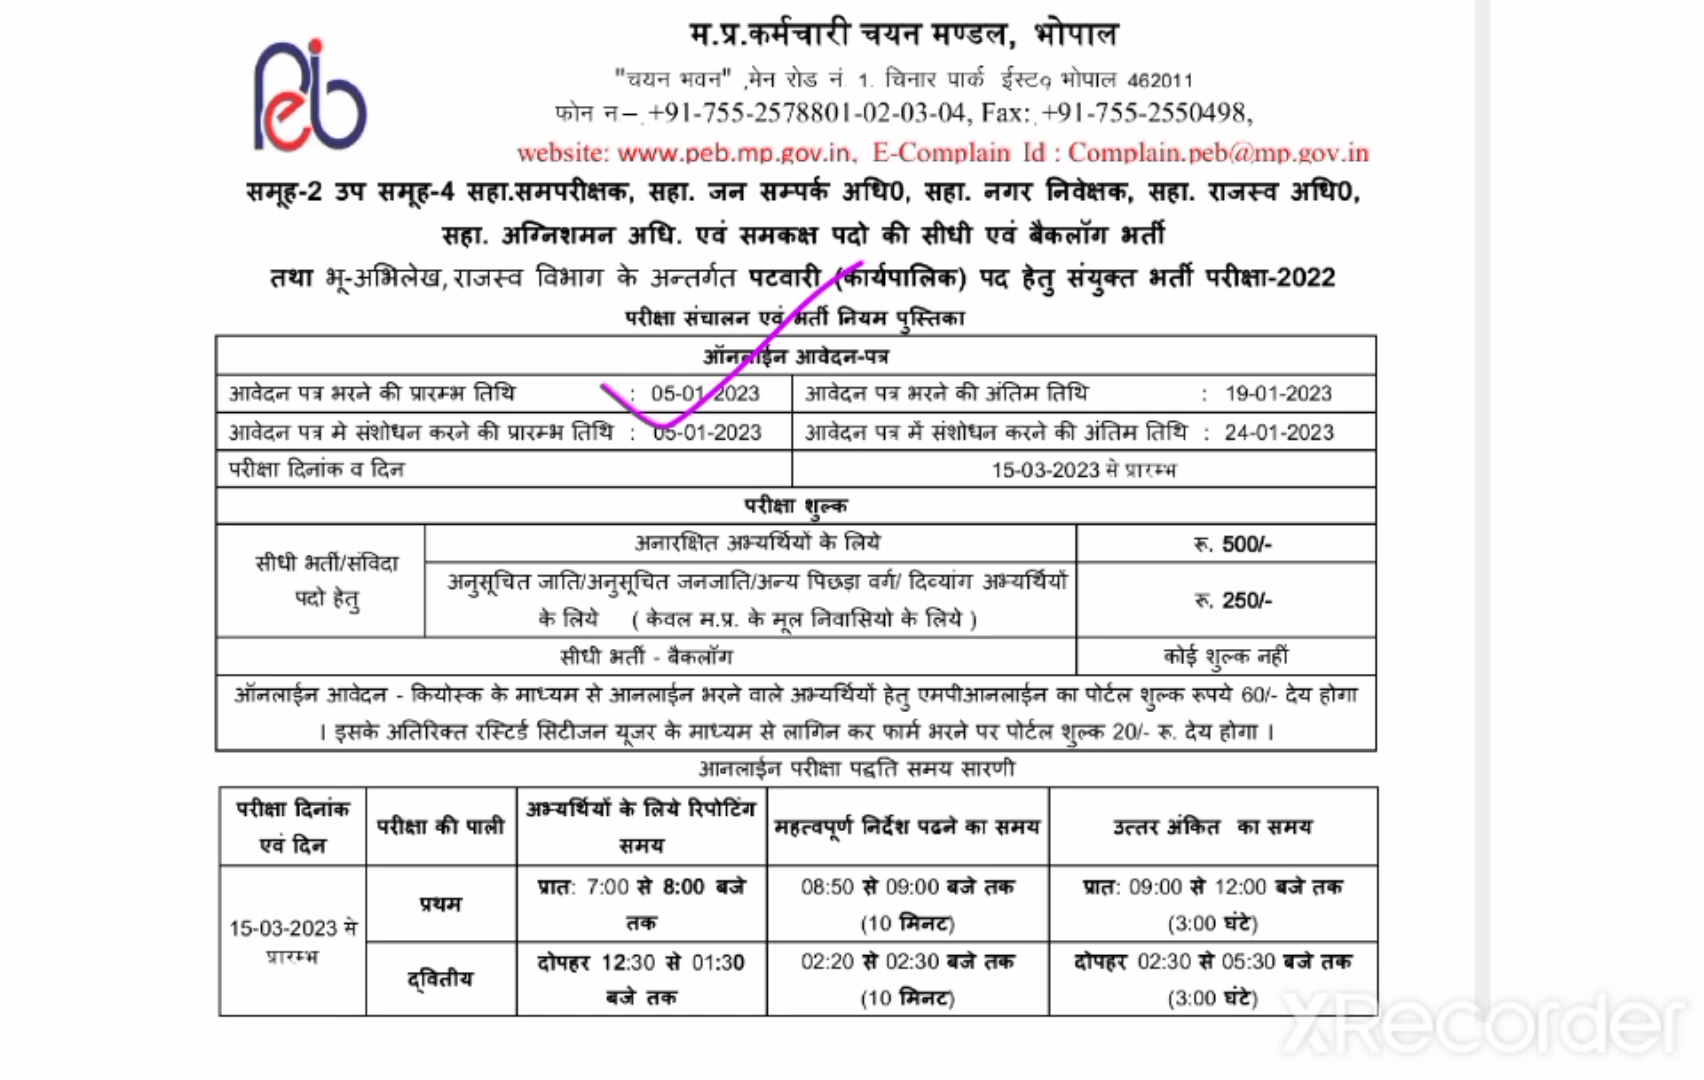 Peb
म.प्र.कर्मचारी चयन मण्डल, भोपाल
"चयन भवन" ,मेन रोड नं. 1. चिनार पार्क ईस्ट9 भोपाल 462011
फोन न–.+91-755-2578801-02-03-04, Fax:.+91-755-2550498,
website: www.peb.mp.gov.in, E-Complain Id : Complain.peb@mp.gov.in
समूह-2 उप समूह-4 सहा.समपरीक्षक, सहा. जन सम्पर्क अधि0, सहा. नगर निवेक्षक, सहा. राजस्व अधि0,
सहा. अग्निशमन अधि. एवं समकक्ष पदो की सीधी एवं बैकलॉग भर्ती
तथा भू-अभिलेख,राजस्व विभाग के अन्तर्गत पटवारी (कार्यपालिक) पद हेतु संयुक्त भर्ती परीक्षा-2022
परीक्षा संचालन एवं भर्ती नियम पुस्तिका
ऑनलाईन आवेदन-पत्र
आवेदन पत्र भरने की प्रारम्भ तिथि : 05-01-2023 आवेदन पत्र भरने की अंतिम तिथि : 19-01-2023
आवेदन पत्र मे संशोधन करने की प्रारम्भ तिथि : 05-01-2023 आवेदन पत्र में संशोधन करने की अंतिम तिथि : 24-01-2023
परीक्षा दिनांक व दिन 15-03-2023 से प्रारम्भ
परीक्षा शुल्क
सीधी भर्ती/संविदा
पदो हेतु
अनारक्षित अभ्यर्थियों के लिये रू. 500/-
अनुसूचित जाति/अनुसूचित जनजाति/अन्य पिछड़ा वर्ग/ दिव्यांग अभ्यर्थियों
के लिये ( केवल म.प्र. के मूल निवासियो के लिये )
रू. 250/-
सीधी भर्ती - बैकलॉग कोई शुल्क नहीं
ऑनलाईन आवेदन - कियोस्क के माध्यम से आनलाईन भरने वाले अभ्यर्थियों हेतु एमपीआनलाईन का पोर्टल शुल्क रूपये 60/- देय होगा
। इसके अतिरिक्त रस्टिर्ड सिटीजन यूजर के माध्यम से लागिन कर फार्म भरने पर पोर्टल शुल्क 20/- रू. देय होगा ।
आनलाईन परीक्षा पद्वति समय सारणी
परीक्षा दिनांक
एवं दिन
परीक्षा की पाली
अभ्यर्थियों के लिये रिपोटिंग
समय
महत्वपूर्ण निर्देश पढने का समय
उत्तर अंकित का समय
15-03-2023 से
प्रारम्भ
प्रथम
प्रात: 7:00 से 8:00 बजे
तक
08:50 से 09:00 बजे तक
(10 मिनट)
प्रात: 09:00 से 12:00 बजे तक
(3:00 घंटे)
द्वितीय
दोपहर 12:30 से 01:30
बजे तक
02:20 से 02:30 बजे तक
(10 मिनट)
दोपहर 02:30 से 05:30 बजे तक
(3:00 घंटे)
XRecorder